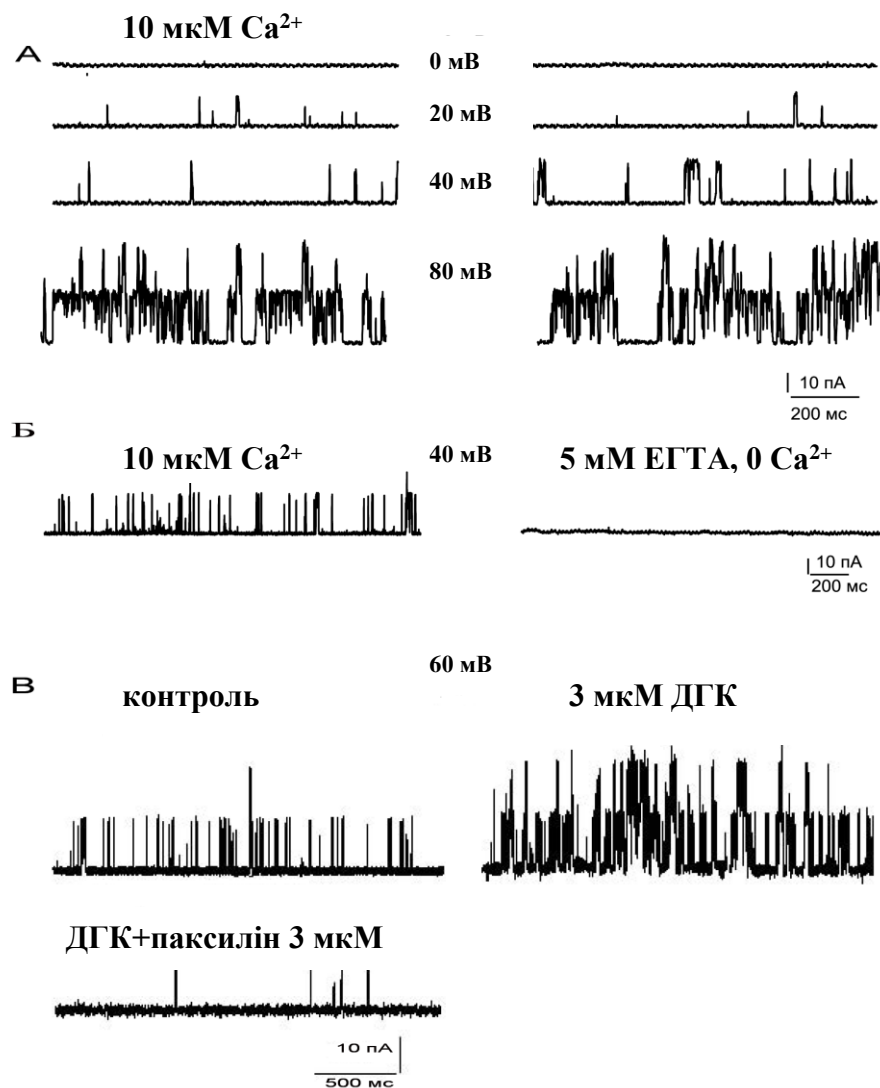 10 мкМ Ca²⁺
А
0 мВ
20 мВ
40 мВ
80 мВ
10 пА
200 мс
Б
10 мкМ Ca²⁺
40 мВ
5 мМ ЕГТА, 0 Ca²⁺
10 пА
200 мс
60 мВ
В
контроль
3 мкМ ДГК
ДГК+паксилін 3 мкМ
10 пА
500 мс